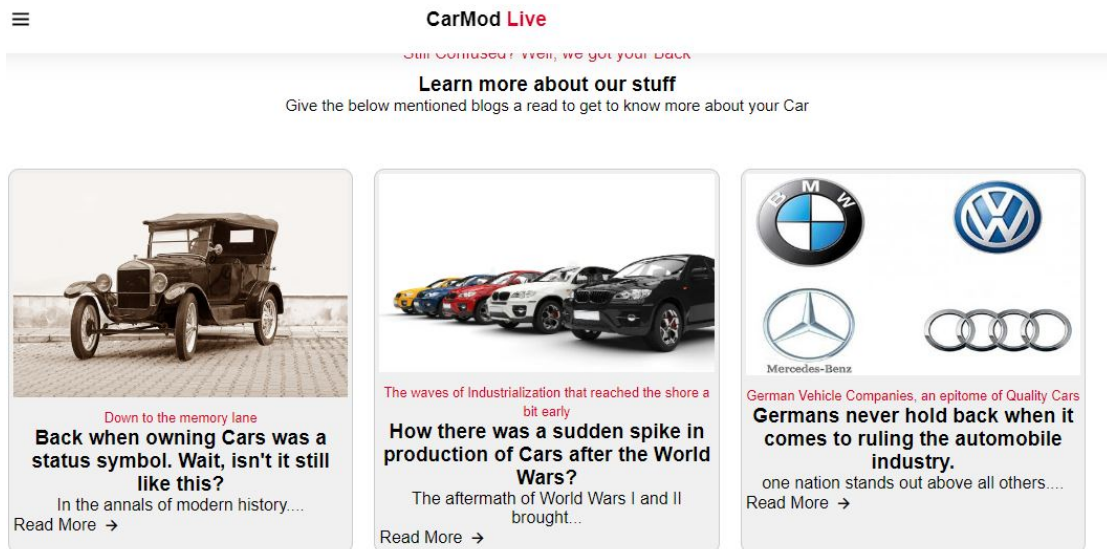 CarMod Live
Still Confused? Well, we got your Back
Learn more about our stuff
Give the below mentioned blogs a read to get to know more about your Car
Down to the memory lane
Back when owning Cars was a
status symbol. Wait, isn't it still
like this?
In the annals of modern history....
Read More →
The waves of Industrialization that reached the shore a
bit early
How there was a sudden spike in
production of Cars after the World
Wars?
The aftermath of World Wars I and II
brought...
Read More →
BMW
Mercedes-Benz
German Vehicle Companies, an epitome of Quality Cars
Germans never hold back when it
comes to ruling the automobile
industry.
one nation stands out above all others....
Read More →